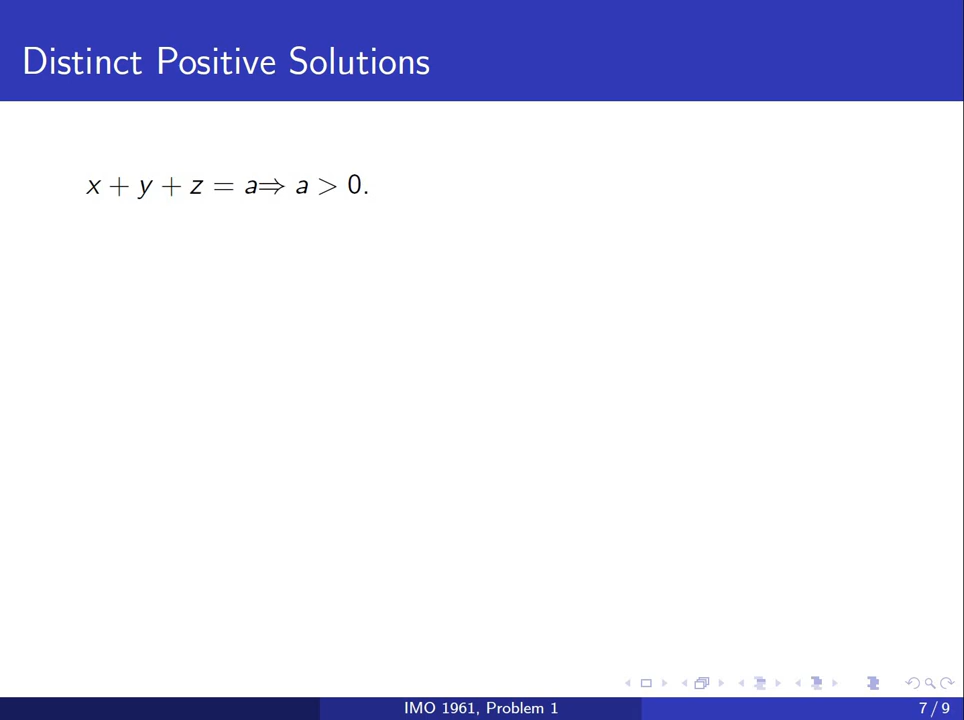 Distinct Positive Solutions
x + y + z = a⇒ a > 0.
IMO 1961, Problem 1
7 / 9